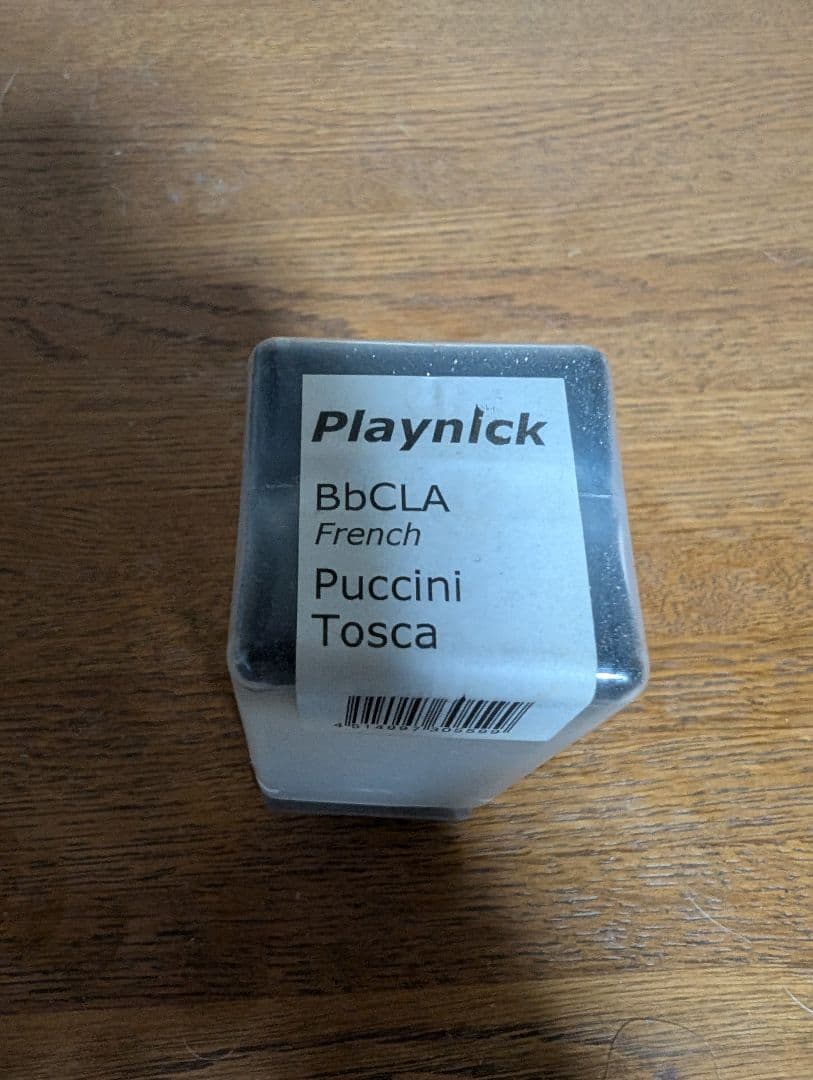 Playnick
BbCLA
French
Puccini
Tosca